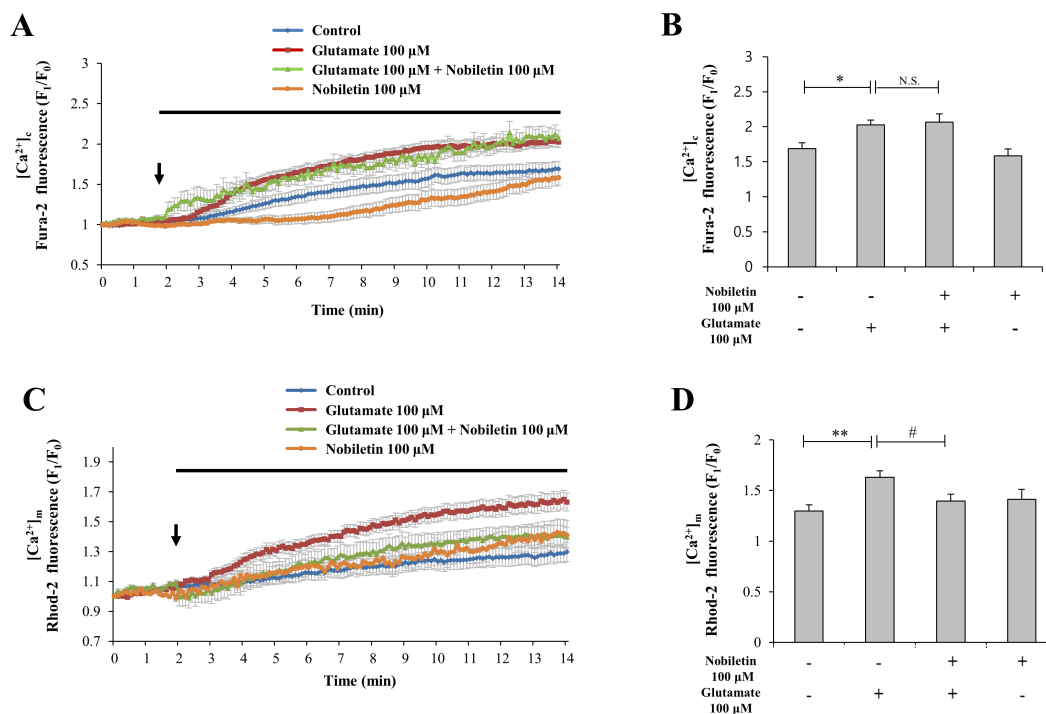 A
Control
Glutamate 100 μM
Glutamate 100 μM + Nobiletin 100 μM
Nobiletin 100 μM
[Ca²⁺]c
Fura-2 fluorescence (F₁/F₀)
3
2.5
2
1.5
1
0.5
0 1 2 3 4 5 6 7 8 9 10 11 12 13 14
Time (min)
B
[Ca²⁺]c
Fura-2 fluorescence (F₁/F₀)
3
2.5
2
1.5
1
0.5
0
* N.S.
Nobiletin
100 μM
- - + +
Glutamate
100 μM
- + + -
C
Control
Glutamate 100 μM
Glutamate 100 μM + Nobiletin 100 μM
Nobiletin 100 μM
[Ca²⁺]m
Rhod-2 fluorescence (F₁/F₀)
1.9
1.7
1.5
1.3
1.1
0.9
0.7
0 1 2 3 4 5 6 7 8 9 10 11 12 13 14
Time (min)
D
[Ca²⁺]m
Rhod-2 fluorescence (F₁/F₀)
2
1.5
1
0.5
0
** #
Nobiletin
100 μM
- - + +
Glutamate
100 μM
- + + -